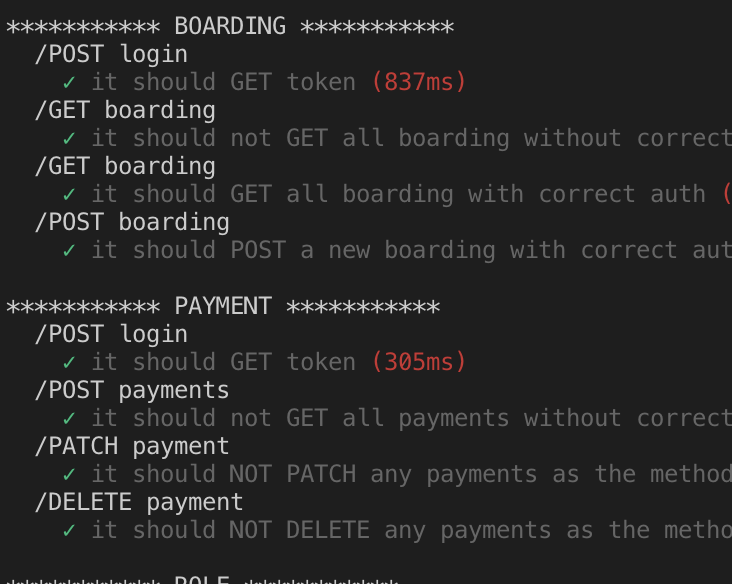 *********** BOARDING ***********
/POST login
✓ it should GET token (837ms)
/GET boarding
✓ it should not GET all boarding without correct
/GET boarding
✓ it should GET all boarding with correct auth (
/POST boarding
✓ it should POST a new boarding with correct aut
*********** PAYMENT ***********
/POST login
✓ it should GET token (305ms)
/POST payments
✓ it should not GET all payments without correct
/PATCH payment
✓ it should NOT PATCH any payments as the method
/DELETE payment
✓ it should NOT DELETE any payments as the metho
*********** ROLE ***********